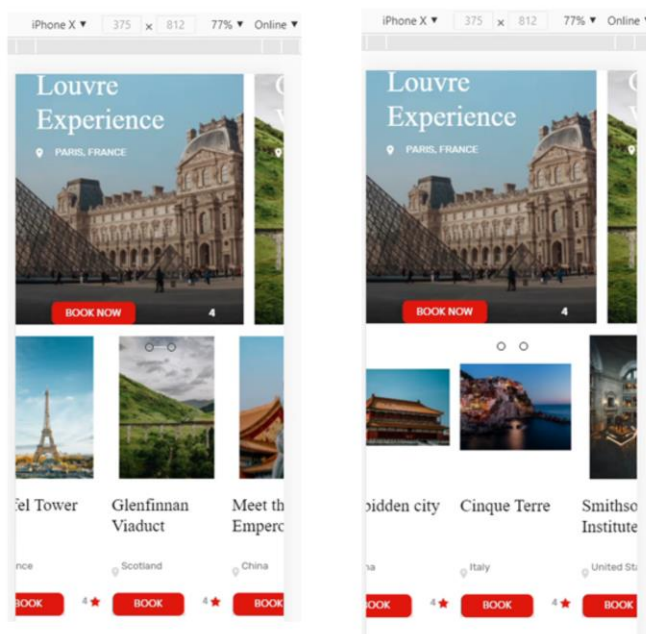 iPhone X ▼ 375 x 812 77% ▼ Online ▼
Louvre
Experience
PARIS, FRANCE
BOOK NOW 4
fel Tower
Glenfinnan
Viaduct
Meet th
Empero
nce
Scotland
China
BOOK 4
BOOK 4
BOOK
iPhone X ▼ 375 x 812 77% ▼ Online
Louvre
Experience
PARIS, FRANCE
BOOK NOW 4
bidden city
Cinque Terre
Smithso
Institute
na
Italy
United Sta
BOOK 4
BOOK 4
BOOK